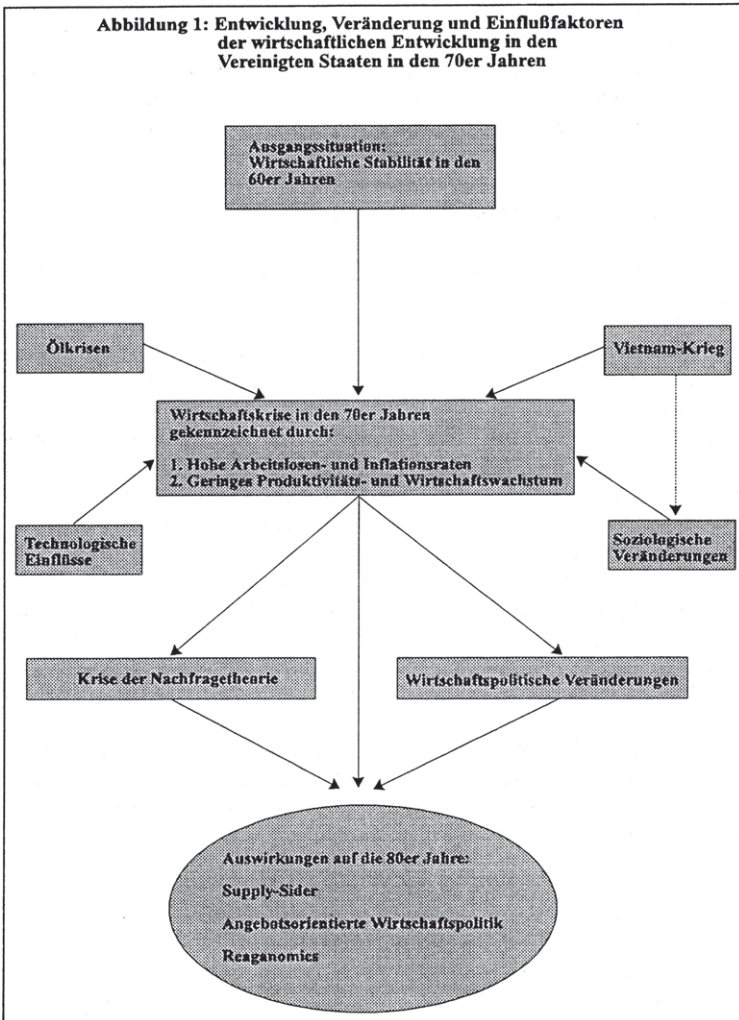 Abbildung 1: Entwicklung, Veränderung und Einflußfaktoren
der wirtschaftlichen Entwicklung in den
Vereinigten Staaten in den 70er Jahren
Ausgangssituation:
Wirtschaftliche Stabilität in den
60er Jahren
Ölkrisen
Vietnam-Krieg
Wirtschaftskrise in den 70er Jahren
gekennzeichnet durch:
1. Hohe Arbeitslosen- und Inflationsraten
2. Geringes Produktivitäts- und Wirtschaftswachstum
Technologische
Einflüsse
Soziologische
Veränderungen
Krise der Nachfragetheorie
Wirtschaftspolitische Veränderungen
Auswirkungen auf die 80er Jahre:
Supply-Sider
Angebotsorientierte Wirtschaftspolitik
Reaganomics